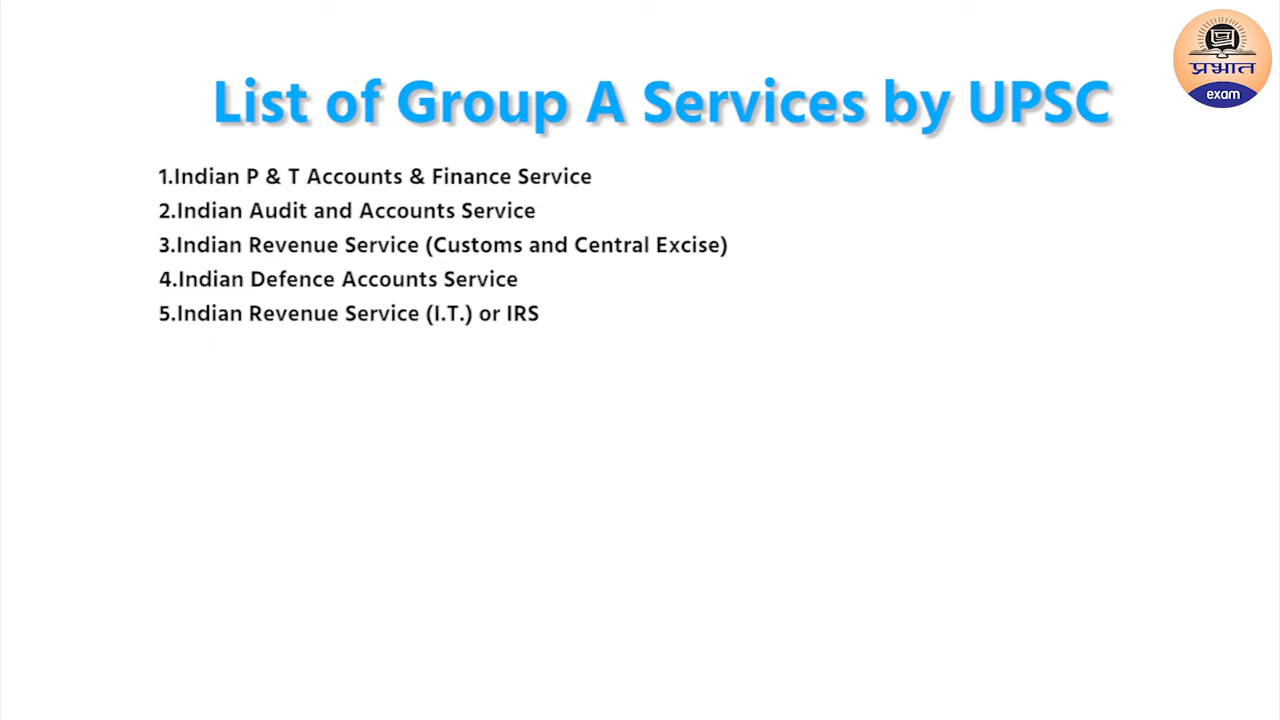 प्रभात
exam
List of Group A Services by UPSC
1.Indian P & T Accounts & Finance Service
2.Indian Audit and Accounts Service
3.Indian Revenue Service (Customs and Central Excise)
4.Indian Defence Accounts Service
5.Indian Revenue Service (I.T.) or IRS